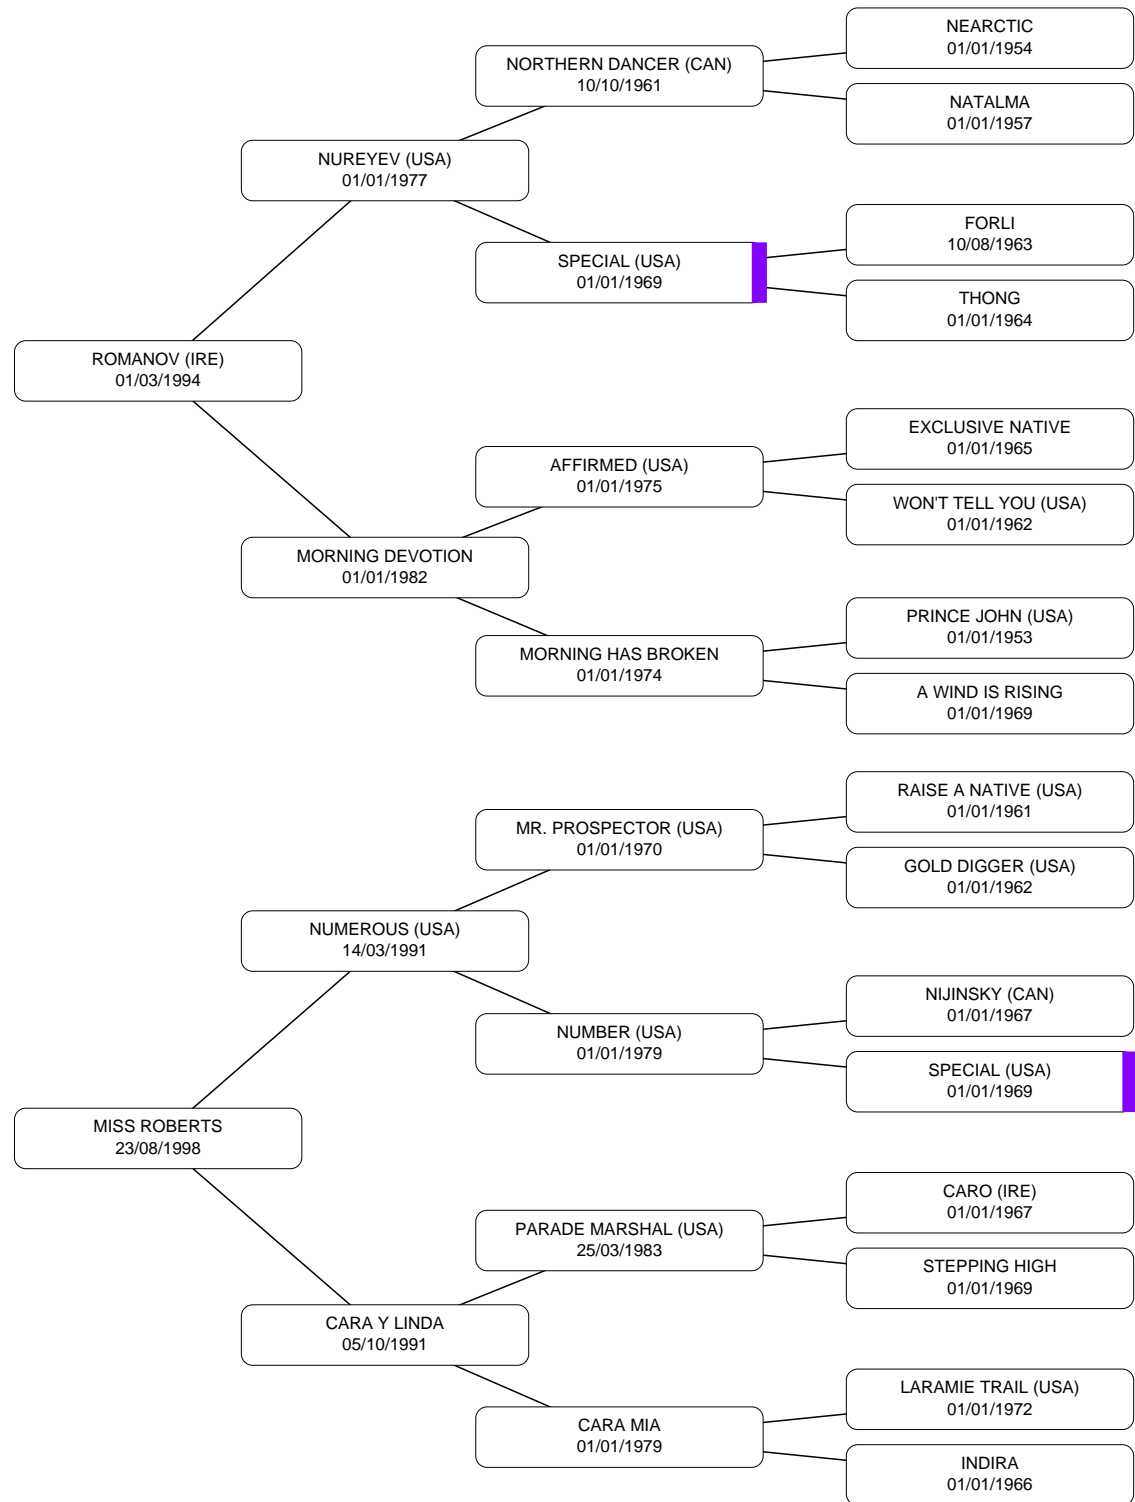 NEARCTIC
01/01/1954
NORTHERN DANCER (CAN)
10/10/1961
NATALMA
01/01/1957
NUREYEV (USA)
01/01/1977
FORLI
10/08/1963
SPECIAL (USA)
01/01/1969
THONG
01/01/1964
ROMANOV (IRE)
01/03/1994
EXCLUSIVE NATIVE
01/01/1965
AFFIRMED (USA)
01/01/1975
WON'T TELL YOU (USA)
01/01/1962
MORNING DEVOTION
01/01/1982
PRINCE JOHN (USA)
01/01/1953
MORNING HAS BROKEN
01/01/1974
A WIND IS RISING
01/01/1969
RAISE A NATIVE (USA)
01/01/1961
MR. PROSPECTOR (USA)
01/01/1970
GOLD DIGGER (USA)
01/01/1962
NUMEROUS (USA)
14/03/1991
NIJINSKY (CAN)
01/01/1967
NUMBER (USA)
01/01/1979
SPECIAL (USA)
01/01/1969
MISS ROBERTS
23/08/1998
CARO (IRE)
01/01/1967
PARADE MARSHAL (USA)
25/03/1983
STEPPING HIGH
01/01/1969
CARA Y LINDA
05/10/1991
LARAMIE TRAIL (USA)
01/01/1972
CARA MIA
01/01/1979
INDIRA
01/01/1966